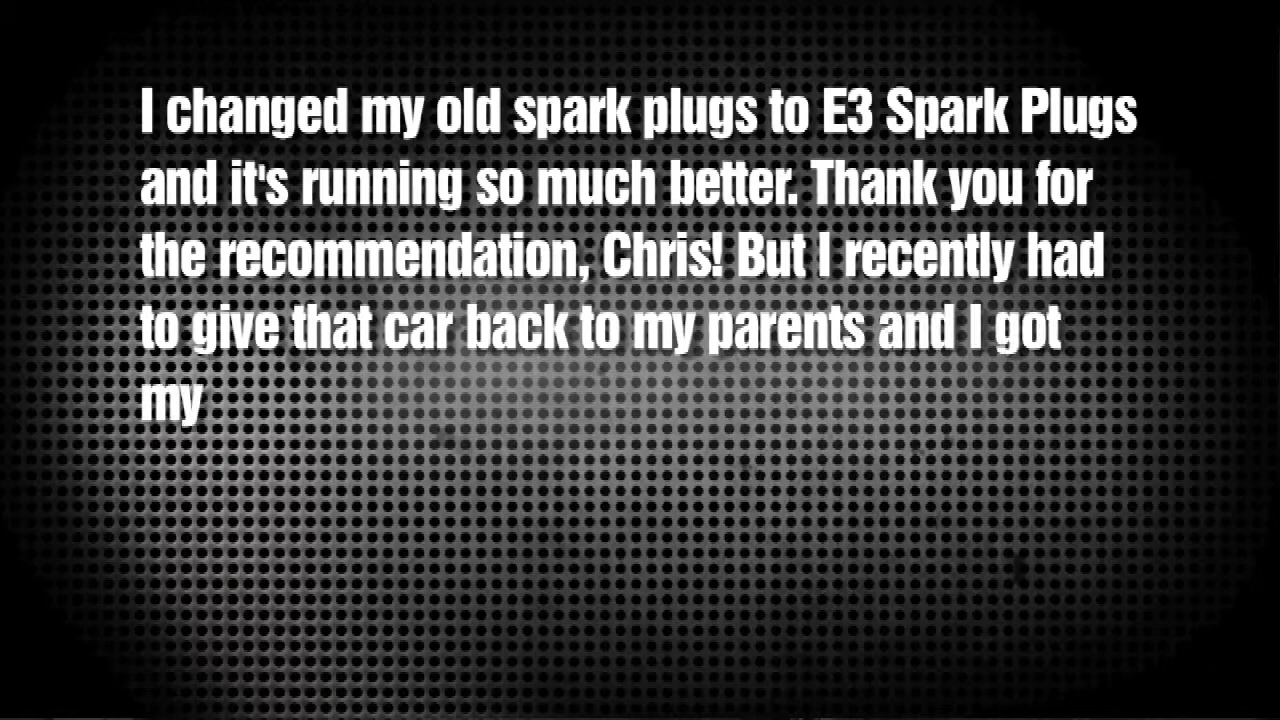 I changed my old spark plugs to E3 Spark Plugs
and it's running so much better. Thank you for
the recommendation, Chris! But I recently had
to give that car back to my parents and I got
my